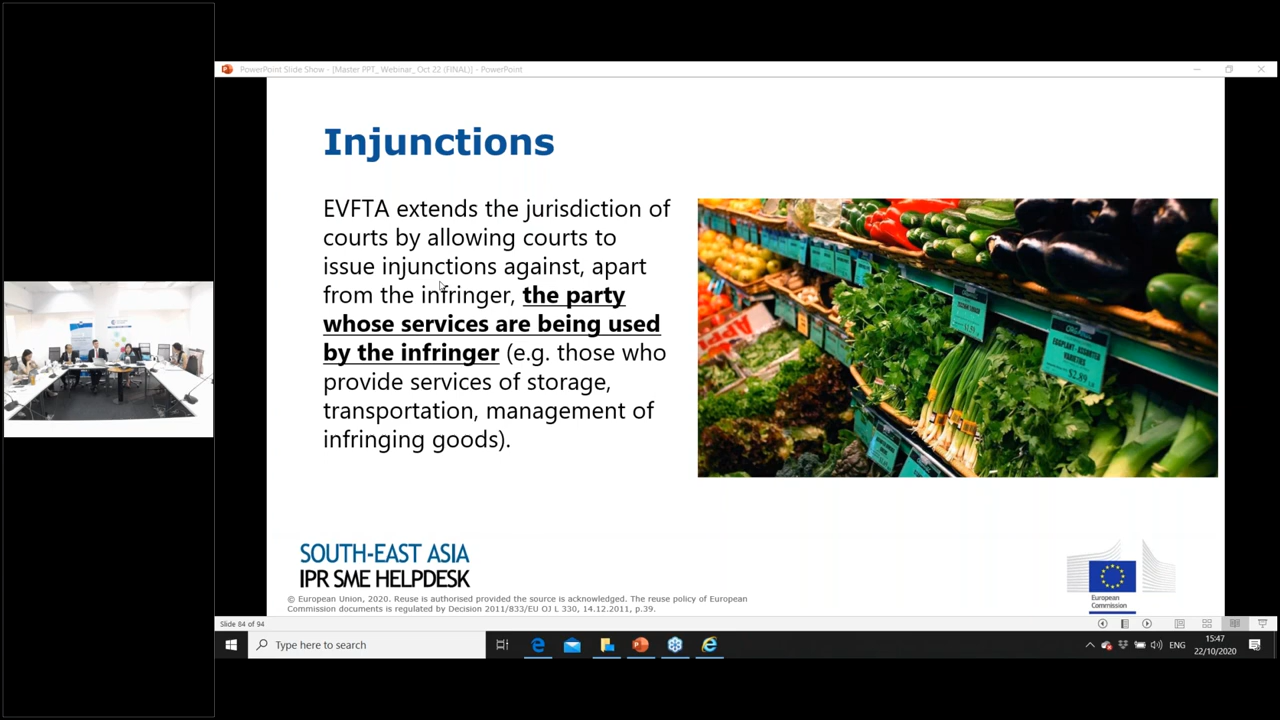 PowerPoint Slide Show - [Master PPT_ Webinar_ Oct 22 (FINAL)] - PowerPoint
Injunctions
EVFTA extends the jurisdiction of
courts by allowing courts to
issue injunctions against, apart
from the infringer, the party
whose services are being used
by the infringer (e.g. those who
provide services of storage,
transportation, management of
infringing goods).
$2.89
SOUTH-EAST ASIA
IPR SME HELPDESK
European
Commission
© European Union, 2020. Reuse is authorised provided the source is acknowledged. The reuse policy of European
Commission documents is regulated by Decision 2011/833/EU OJ L 330, 14.12.2011, p.39.
Slide 84 of 94
Type here to search
ENG
15:47
22/10/2020